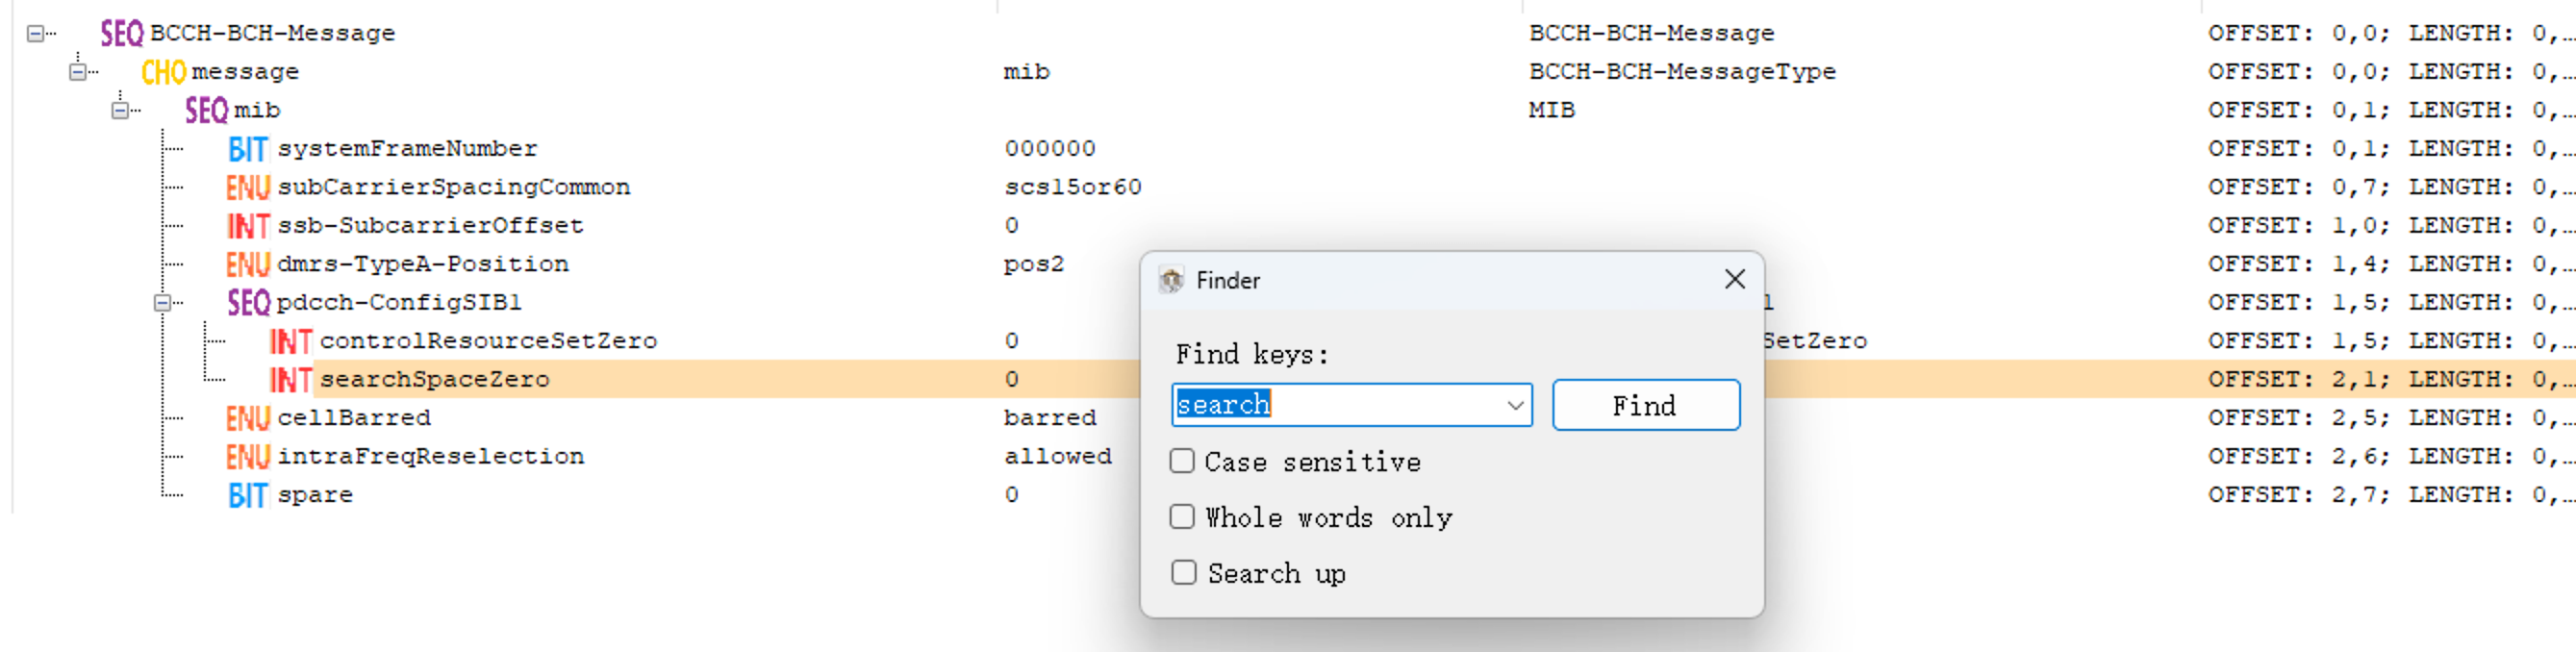 SEQ BCCH-BCH-Message BCCH-BCH-Message OFFSET: 0,0; LENGTH: 0,...
CHO message mib BCCH-BCH-MessageType OFFSET: 0,0; LENGTH: 0,...
SEQ mib MIB OFFSET: 0,1; LENGTH: 0,...
BIT systemFrameNumber 000000 OFFSET: 0,1; LENGTH: 0,...
ENU subCarrierSpacingCommon scs15or60 OFFSET: 0,7; LENGTH: 0,...
INT ssb-SubcarrierOffset 0 OFFSET: 1,0; LENGTH: 0,...
ENU dmrs-TypeA-Position pos2 OFFSET: 1,4; LENGTH: 0,...
SEQ pdcch-ConfigSIB1 1 OFFSET: 1,5; LENGTH: 0,...
INT controlResourceSetZero 0 SetZero OFFSET: 1,5; LENGTH: 0,...
INT searchSpaceZero 0 OFFSET: 2,1; LENGTH: 0,...
ENU cellBarred barred OFFSET: 2,5; LENGTH: 0,...
ENU intraFreqReselection allowed OFFSET: 2,6; LENGTH: 0,...
BIT spare 0 OFFSET: 2,7; LENGTH: 0,...
Finder
Find keys:
search Find
Case sensitive
Whole words only
Search up